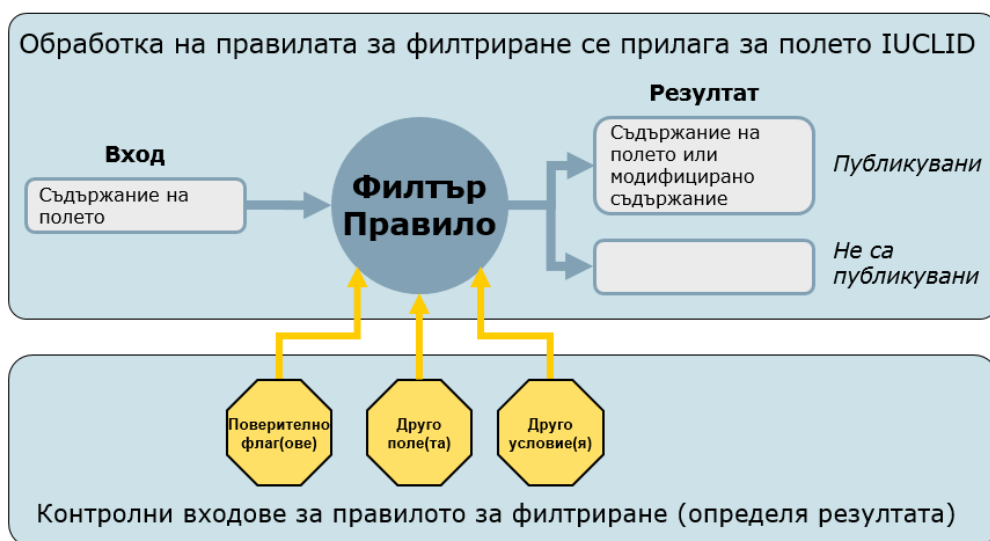 Обработка на правилата за филтриране се прилага за полето IUCLID
Вход
Съдържание на
полето
Филтър
Правило
Резултат
Съдържание на
полето или
модифицирано
съдържание
Публикувани
Не са
публикувани
Поверително
флаг(ове)
Друго
поле(та)
Друго
условие(я)
Контролни входове за правилото за филтриране (определя резултата)